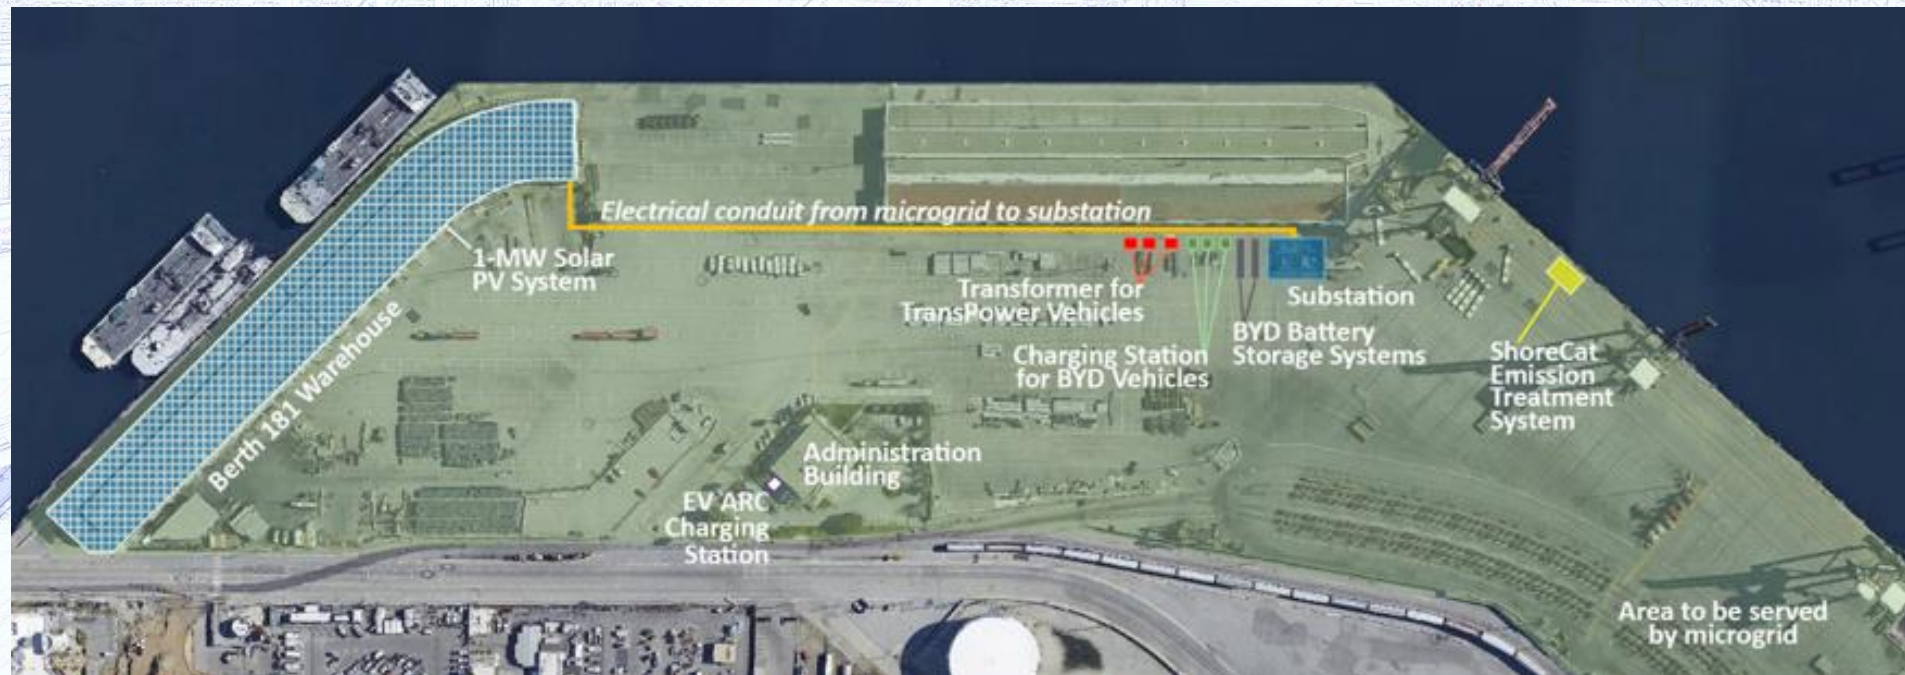 Electrical conduit from microgrid to substation
1-MW Solar
PV System
Berth 181 Warehouse
Transformer for
TransPower Vehicles
Charging Station
for BYD Vehicles
BYD Battery
Storage Systems
Substation
ShoreCat
Emission
Treatment
System
Administration
Building
EV ARC
Charging
Station
Area to be served
by microgrid